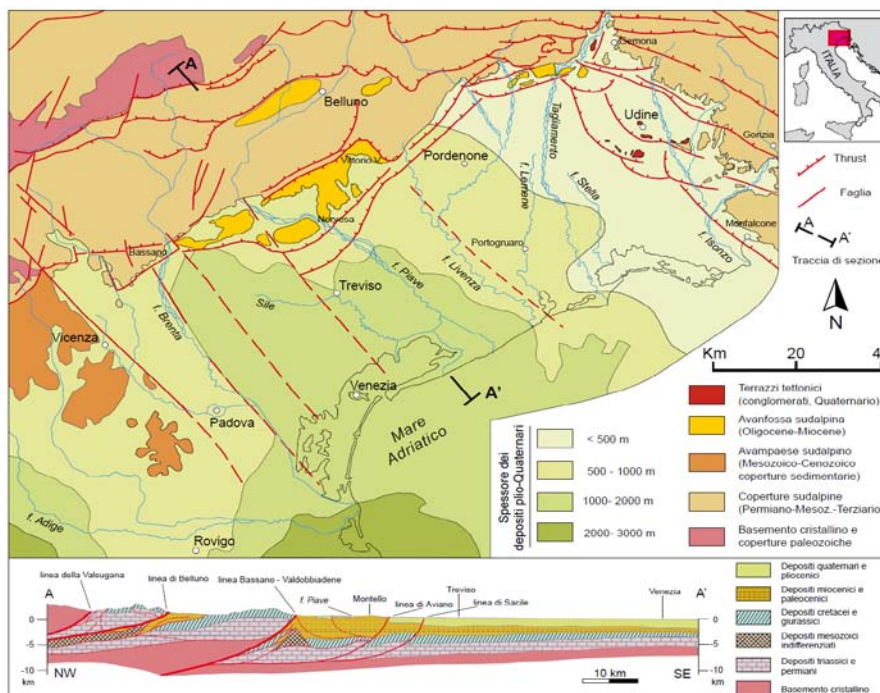 Gemona
ITALIA
A
Belluno
Udine
Tagliamento
Gorizia
Thrust
Vittorio V.
Pordenone
f. Lemene
f. Stella
Faglia
Nervesa
Monfalcone
A
A'
Bassano
Portogruaro
f. Isonzo
Traccia di sezione
f. Piave
f. Livenza
Treviso
Sile
N
f. Brenta
Vicenza
Km 20 4
Venezia
A'
Terrazzi tettonici
(conglomerati, Quaternario)
Padova
Mare
Adriatico
Spessore dei
depositi plio-Quaternari
< 500 m
500 - 1000 m
1000- 2000 m
2000- 3000 m
Avanfossa sudalpina
(Oligocene-Miocene)
Avampaese sudalpino
(Mesozoico-Cenozoico
coperture sedimentarie)
Coperture sudalpine
(Permiano-Mesoz.-Terziario
f. Adige
Rovigo
Basemento cristallino e
coperture paleozoiche
A
linea della Valsugana
linea di Belluno
linea Bassano - Valdobbiadene
f. Piave
Montello
linea di Aviano
Treviso
linea di Sacile
Venezia
A'
0
-5
-10
km
NW
10 km
SE
0
-5
-10
km
Depositi quaternari e
pliocenici
Depositi miocenici e
paleocenici
Depositi cretacei e
giurassici
Depositi mesozoici
indifferenziati
Depositi triassici e
permiani
Basamento cristallino